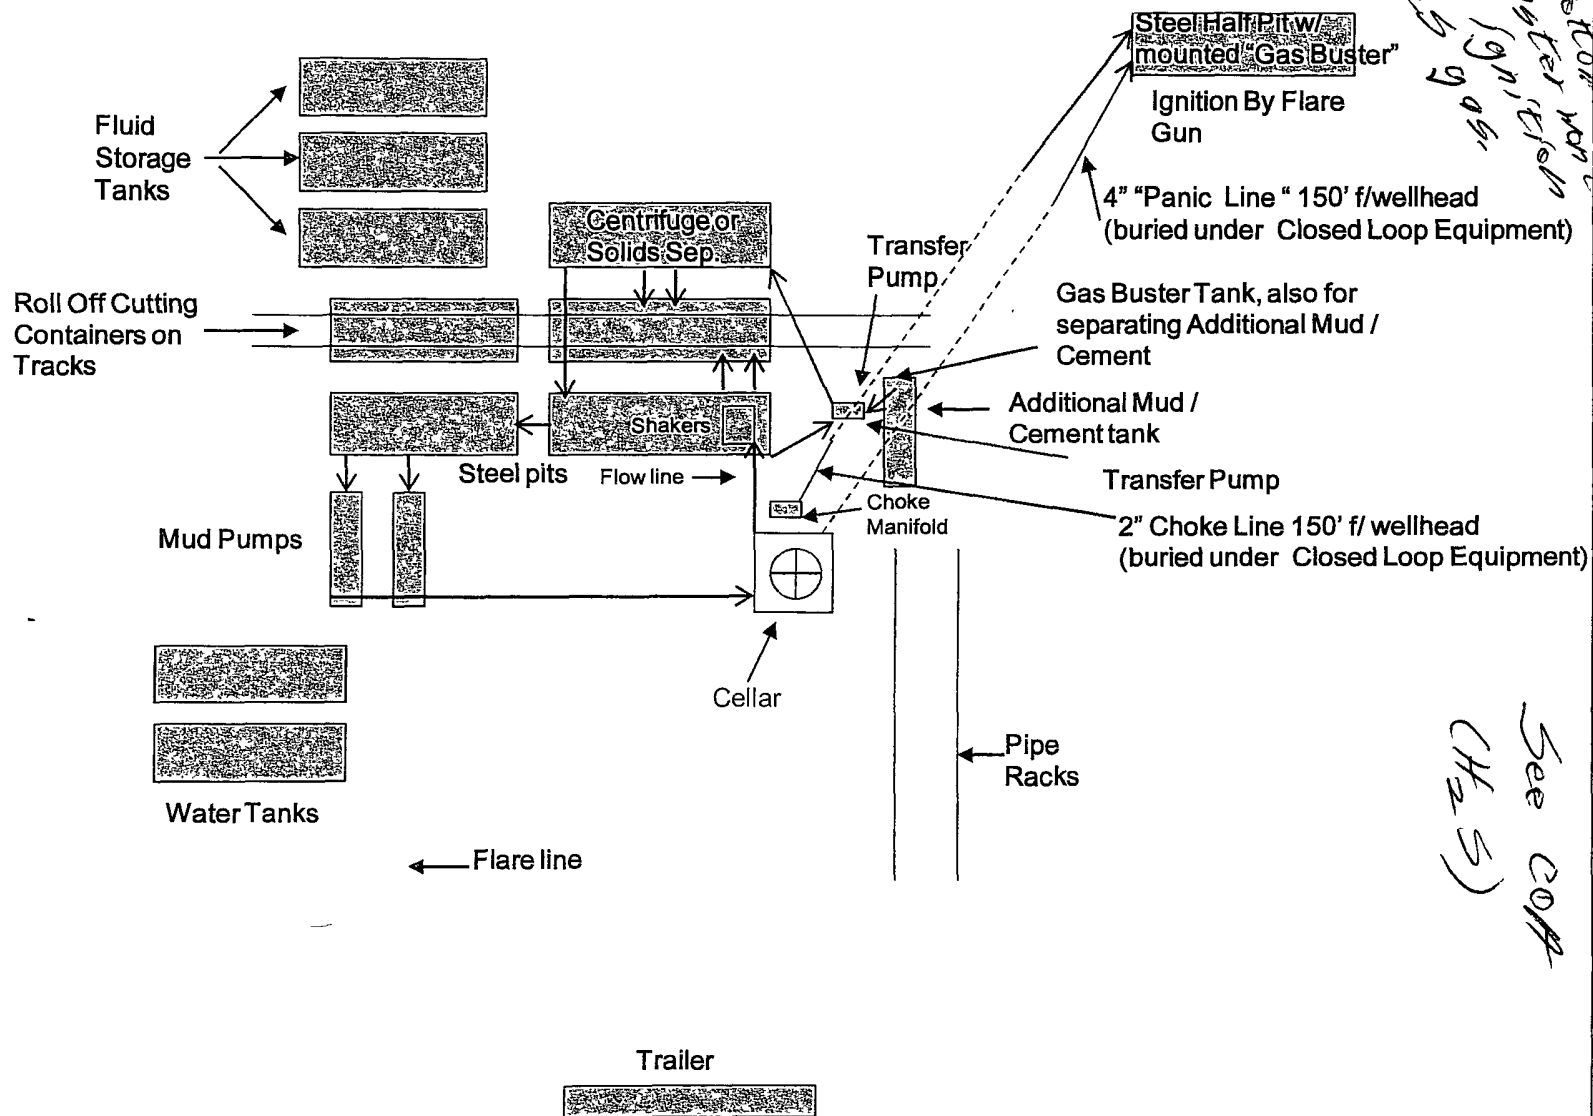 Steel Half Pit w/
mounted "Gas Buster"
Ignition By Flare
Gun
Fluid
Storage
Tanks
4" "Panic Line " 150' f/wellhead
(buried under Closed Loop Equipment)
Centrifuge or
Solids Sep.
Transfer
Pump
Gas Buster Tank, also for
separating Additional Mud /
Cement
Roll Off Cutting
Containers on
Tracks
Additional Mud /
Cement tank
Shakers
Steel pits
Flow line
Transfer Pump
Choke
Manifold
2" Choke Line 150' f/ wellhead
(buried under Closed Loop Equipment)
Mud Pumps
Cellar
Pipe
Racks
Water Tanks
Flare line
Trailer
ignition
gas.
See COA
(H2S)